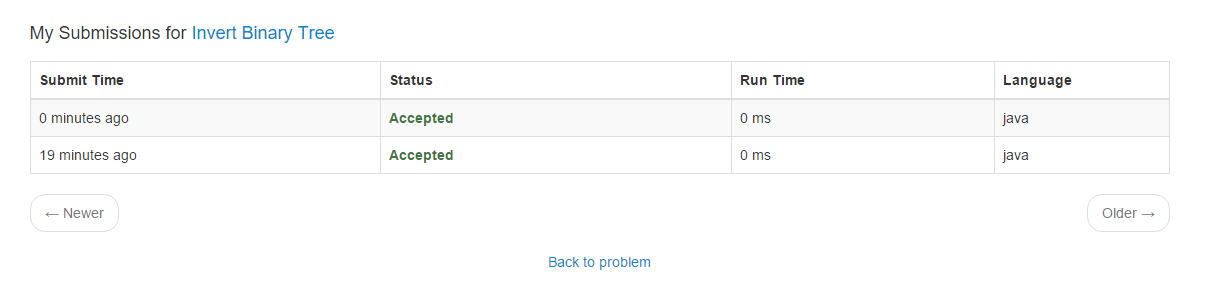 My Submissions for Invert Binary Tree
Submit Time Status Run Time Language
0 minutes ago Accepted 0 ms java
19 minutes ago Accepted 0 ms java
← Newer Older →
Back to problem